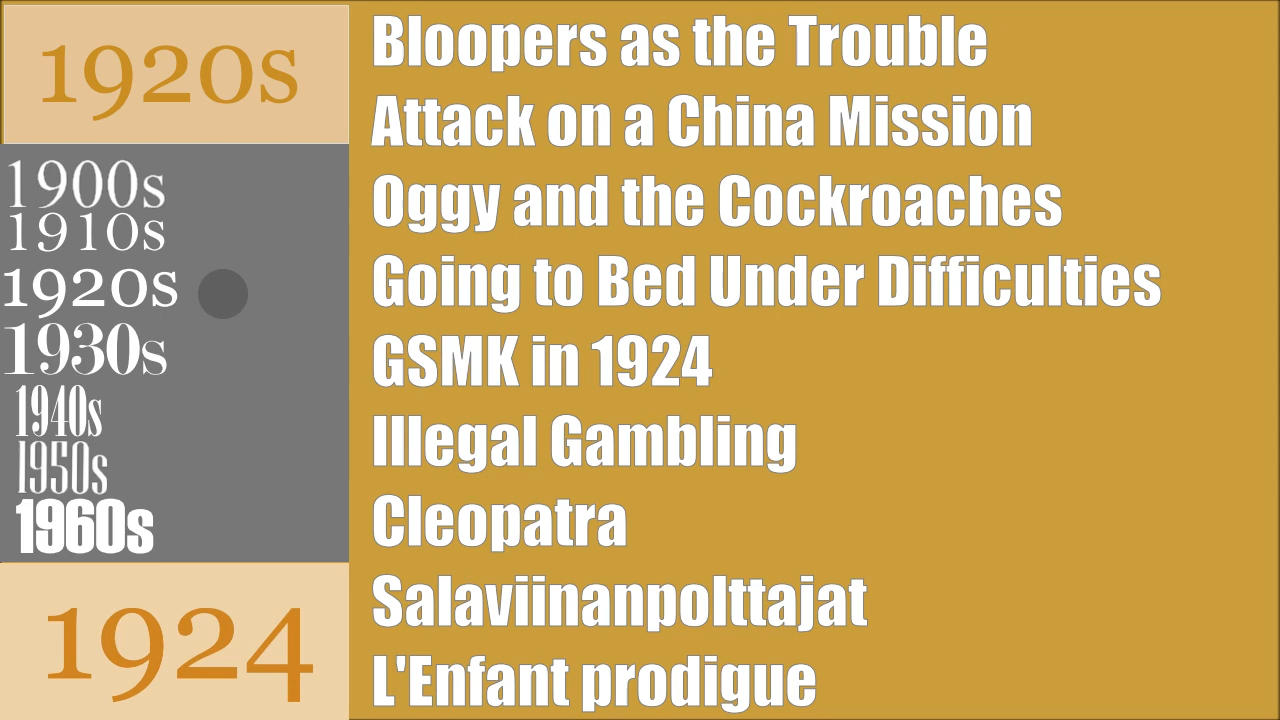 1920s
1900s
1910s
1920s
1930s
1940s
1950s
1960s
1924
Bloopers as the Trouble
Attack on a China Mission
Oggy and the Cockroaches
Going to Bed Under Difficulties
GSMK in 1924
Illegal Gambling
Cleopatra
Salaviinanpolttajat
L'Enfant prodigue